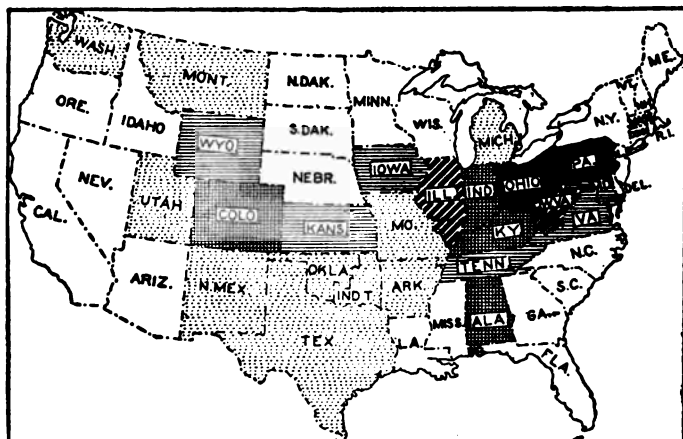 WASH.
MONT.
N.DAK.
MINN.
ME.
ORE.
IDAHO
S.DAK.
WIS.
MICH.
VT.
N.Y.
R.I.
WYO
NEBR.
IOWA
PA.
NEV.
UTAH
COLO
KANS.
ILL
IND
OHIO
DEL.
CAL.
MO.
KY
W.VA
VA
ARIZ.
N.MEX
OKLA.
IND T.
ARK.
TENN.
N.C.
S.C.
TEX.
LA.
MISS.
ALA
GA.
FLA.